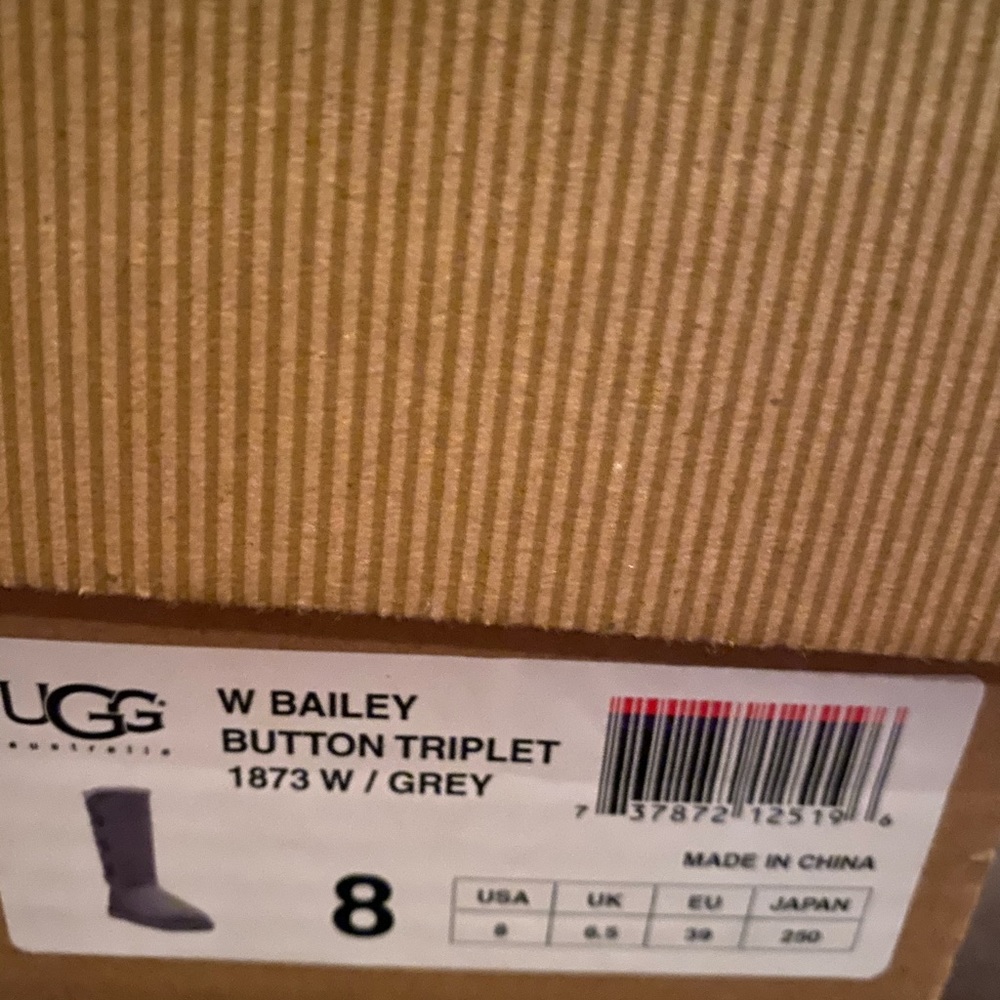 UGG
australia
W BAILEY
BUTTON TRIPLET
1873 W / GREY
7 37872 12519 6
MADE IN CHINA
8
USA UK EU JAPAN
8 6.5 39 250